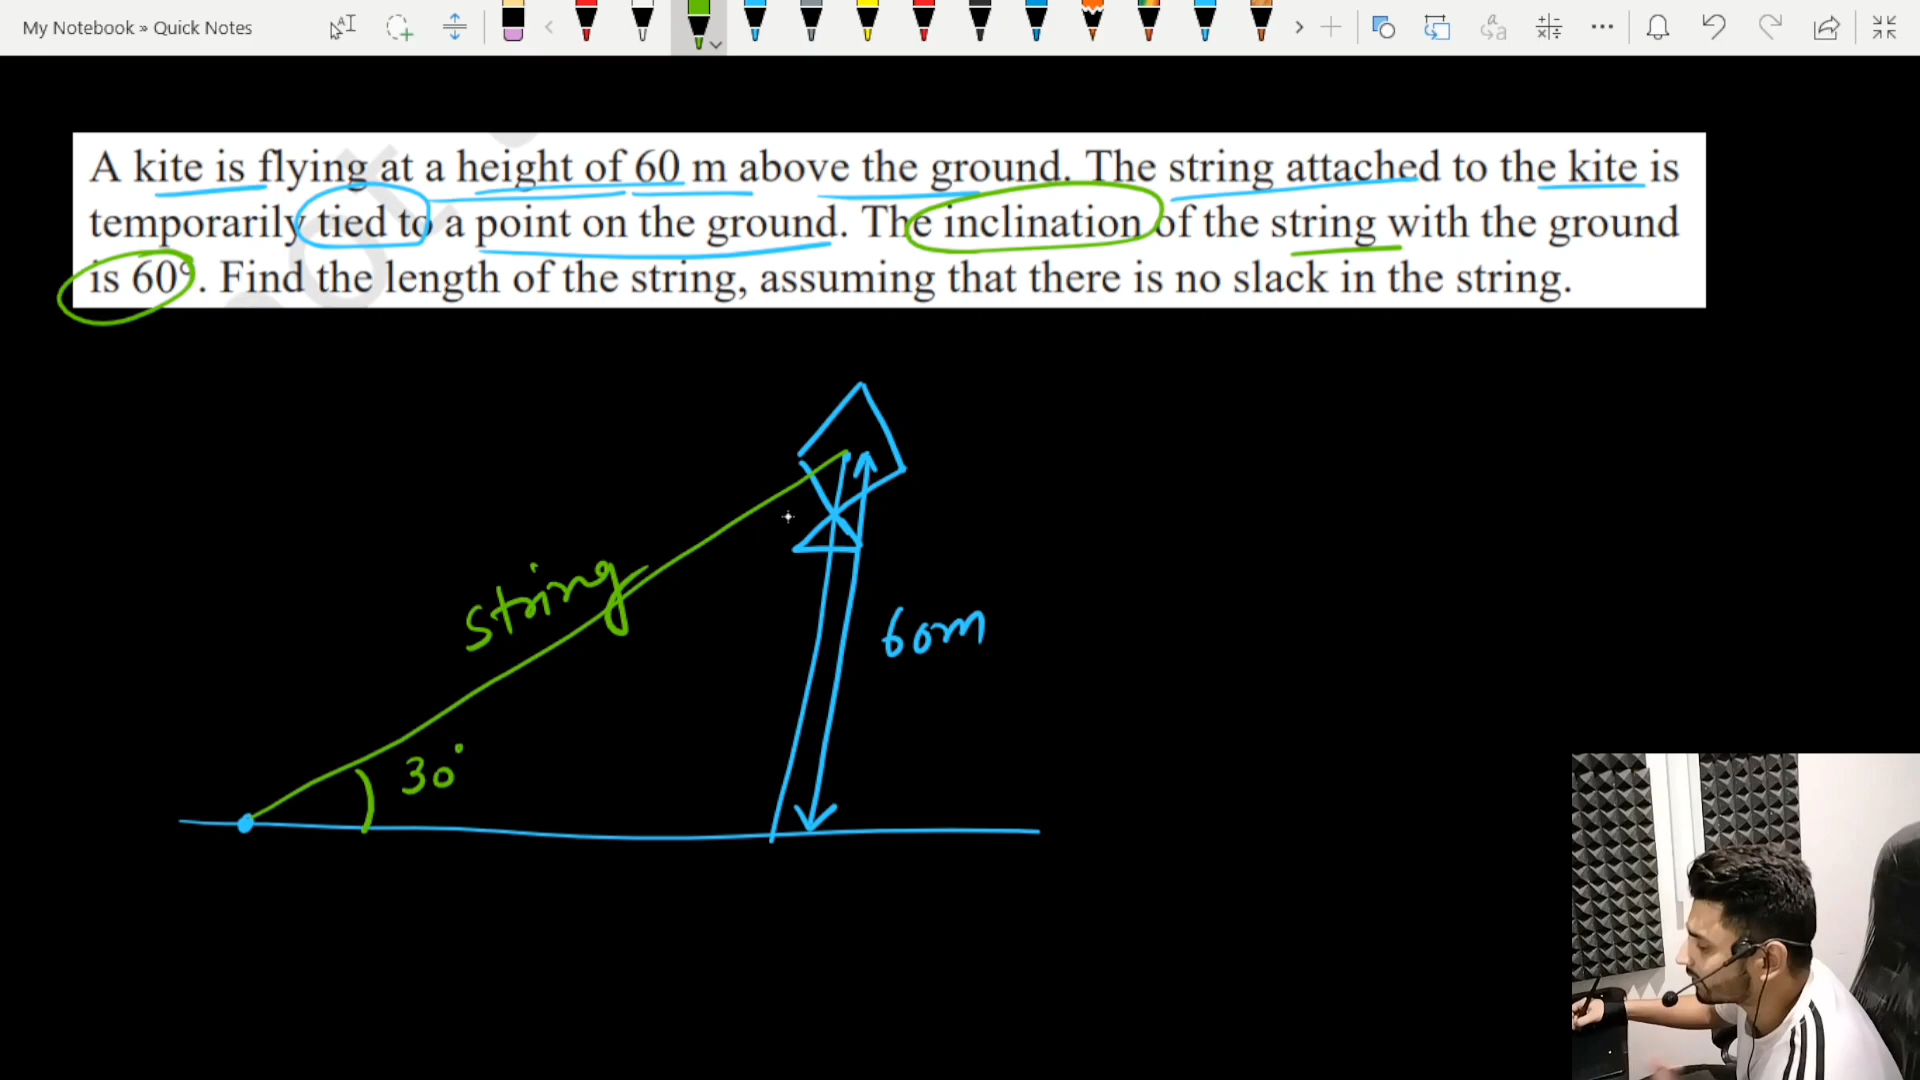 My Notebook » Quick Notes
A kite is flying at a height of 60 m above the ground. The string attached to the kite is
temporarily tied to a point on the ground. The inclination of the string with the ground
is 60°. Find the length of the string, assuming that there is no slack in the string.
string
60m
30°